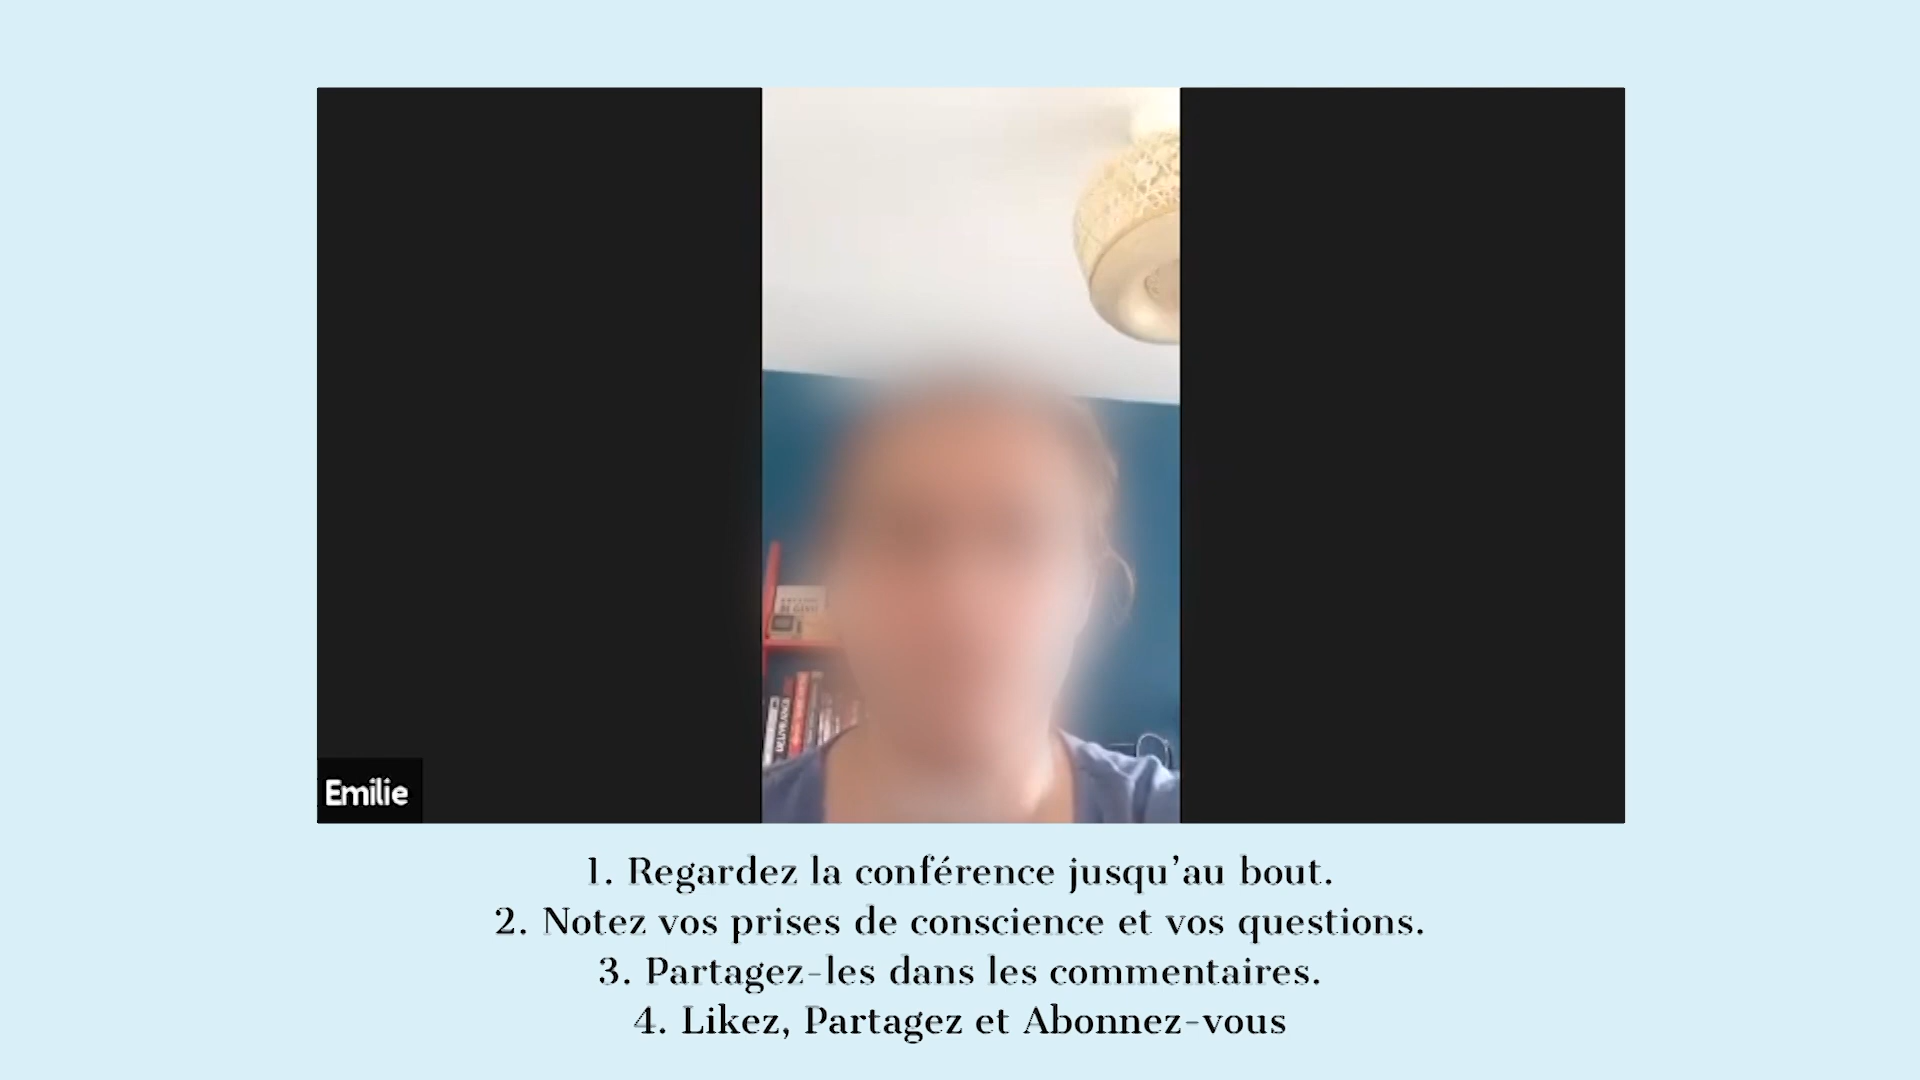 Emilie
1. Regardez la conférence jusqu’au bout.
2. Notez vos prises de conscience et vos questions.
3. Partagez-les dans les commentaires.
4. Likez, Partagez et Abonnez-vous